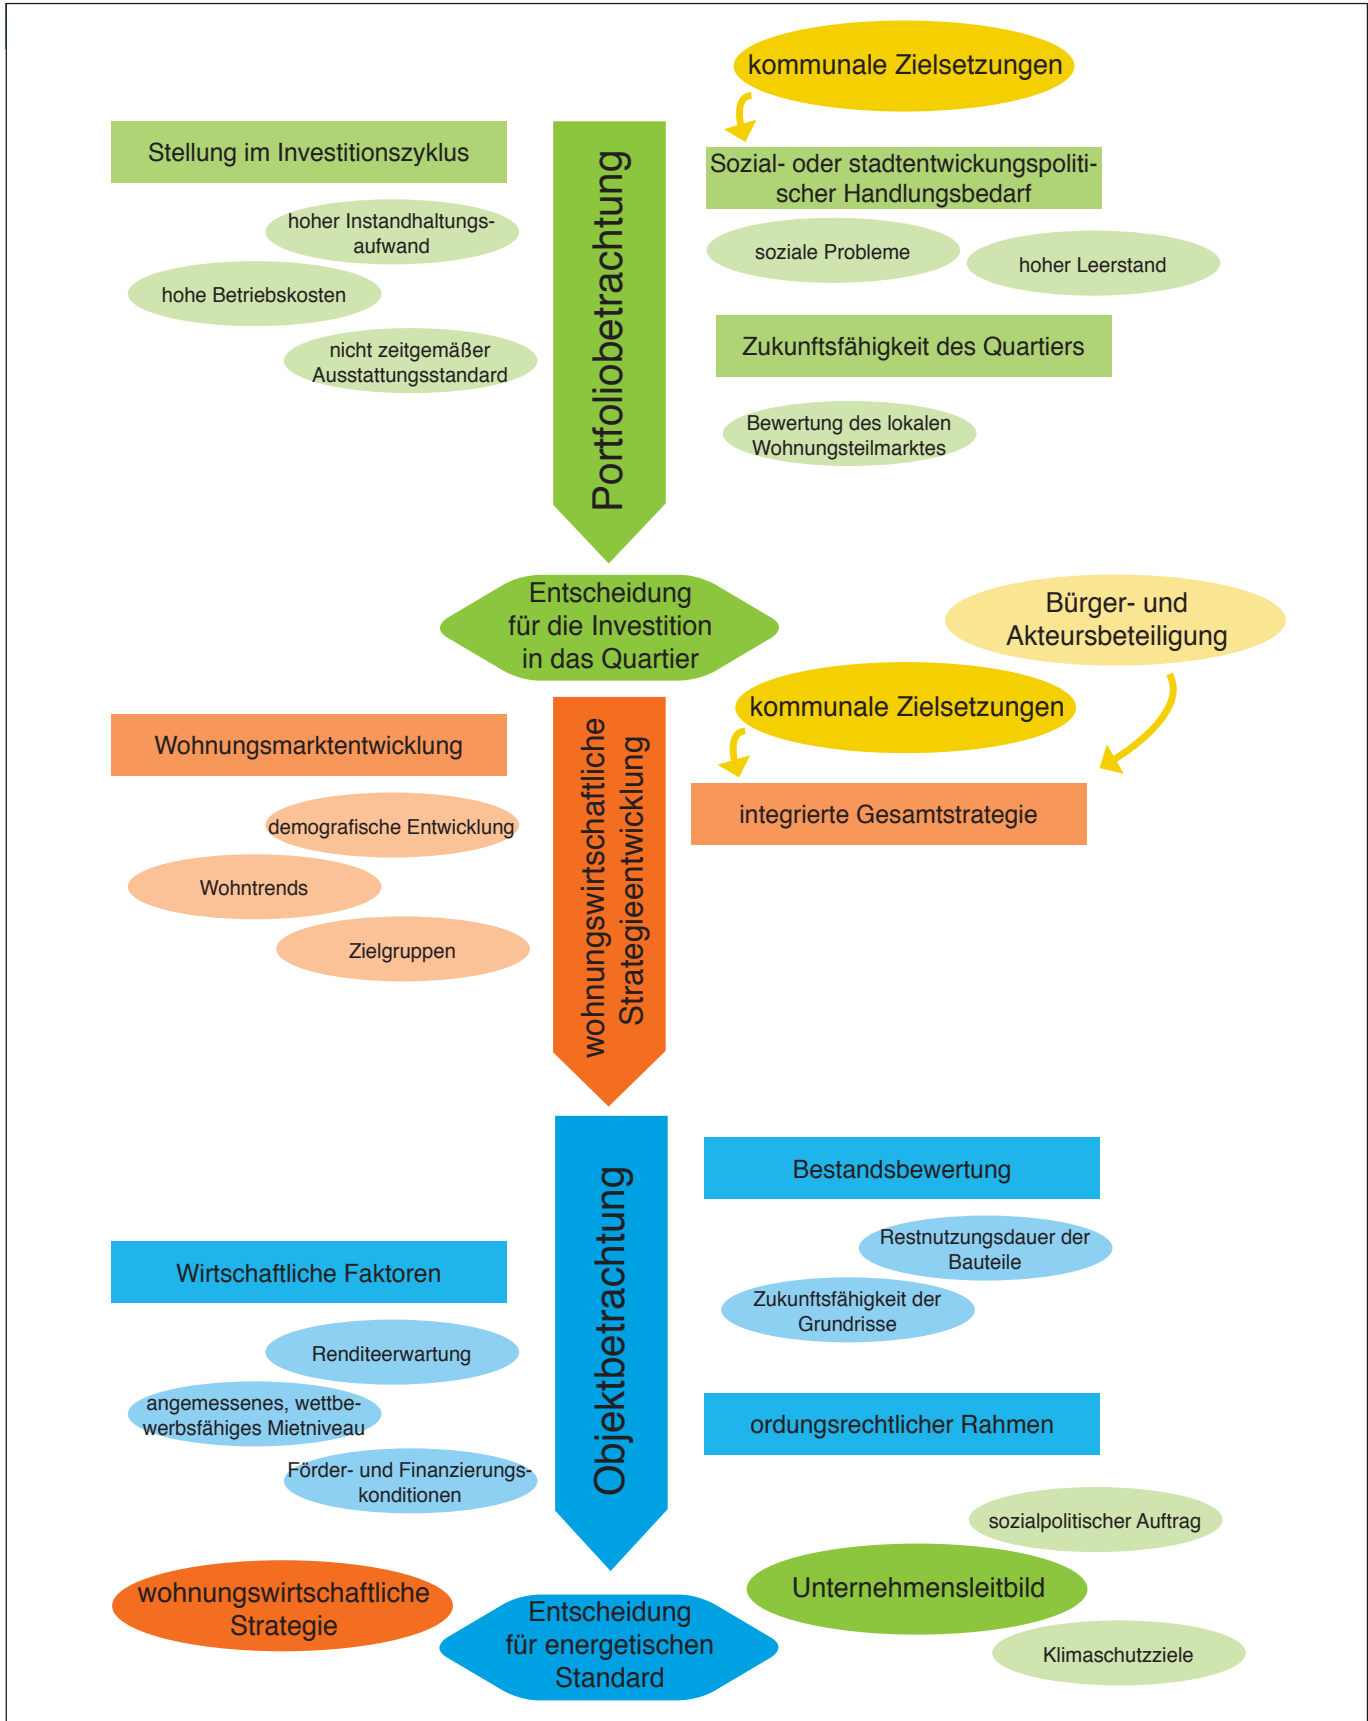 kommunale Zielsetzungen
Stellung im Investitionszyklus
hoher Instandhaltungs-
aufwand
hohe Betriebskosten
nicht zeitgemäßer
Ausstattungsstandard
Portfoliobetrachtung
Sozial- oder stadtentwickungspoliti-
scher Handlungsbedarf
soziale Probleme
hoher Leerstand
Zukunftsfähigkeit des Quartiers
Bewertung des lokalen
Wohnungsteilmarktes
Entscheidung
für die Investition
in das Quartier
Bürger- und
Akteursbeteiligung
kommunale Zielsetzungen
Wohnungsmarktentwicklung
demografische Entwicklung
Wohntrends
Zielgruppen
wohnungswirtschaftliche
Strategieentwicklung
integrierte Gesamtstrategie
Objektbetrachtung
Bestandsbewertung
Restnutzungsdauer der
Bauteile
Zukunftsfähigkeit der
Grundrisse
Wirtschaftliche Faktoren
Renditeerwartung
angemessenes, wettbe-
werbsfähiges Mietniveau
Förder- und Finanzierungs-
konditionen
ordungsrechtlicher Rahmen
sozialpolitischer Auftrag
Unternehmensleitbild
Klimaschutzziele
wohnungswirtschaftliche
Strategie
Entscheidung
für energetischen
Standard